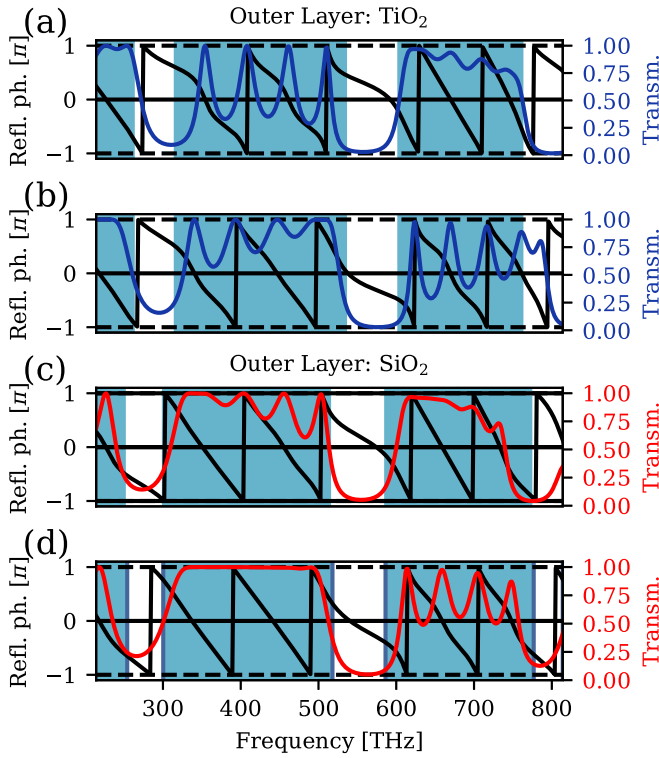 (a)
Outer Layer: TiO₂
Refl. ph. [π]
1
0
−1
1.00
0.75
0.50
0.25
0.00
Transm.
(b)
Refl. ph. [π]
1
0
−1
1.00
0.75
0.50
0.25
0.00
Transm.
(c)
Outer Layer: SiO₂
Refl. ph. [π]
1
0
−1
1.00
0.75
0.50
0.25
0.00
Transm.
(d)
Refl. ph. [π]
1
0
−1
1.00
0.75
0.50
0.25
0.00
Transm.
300 400 500 600 700 800
Frequency [THz]